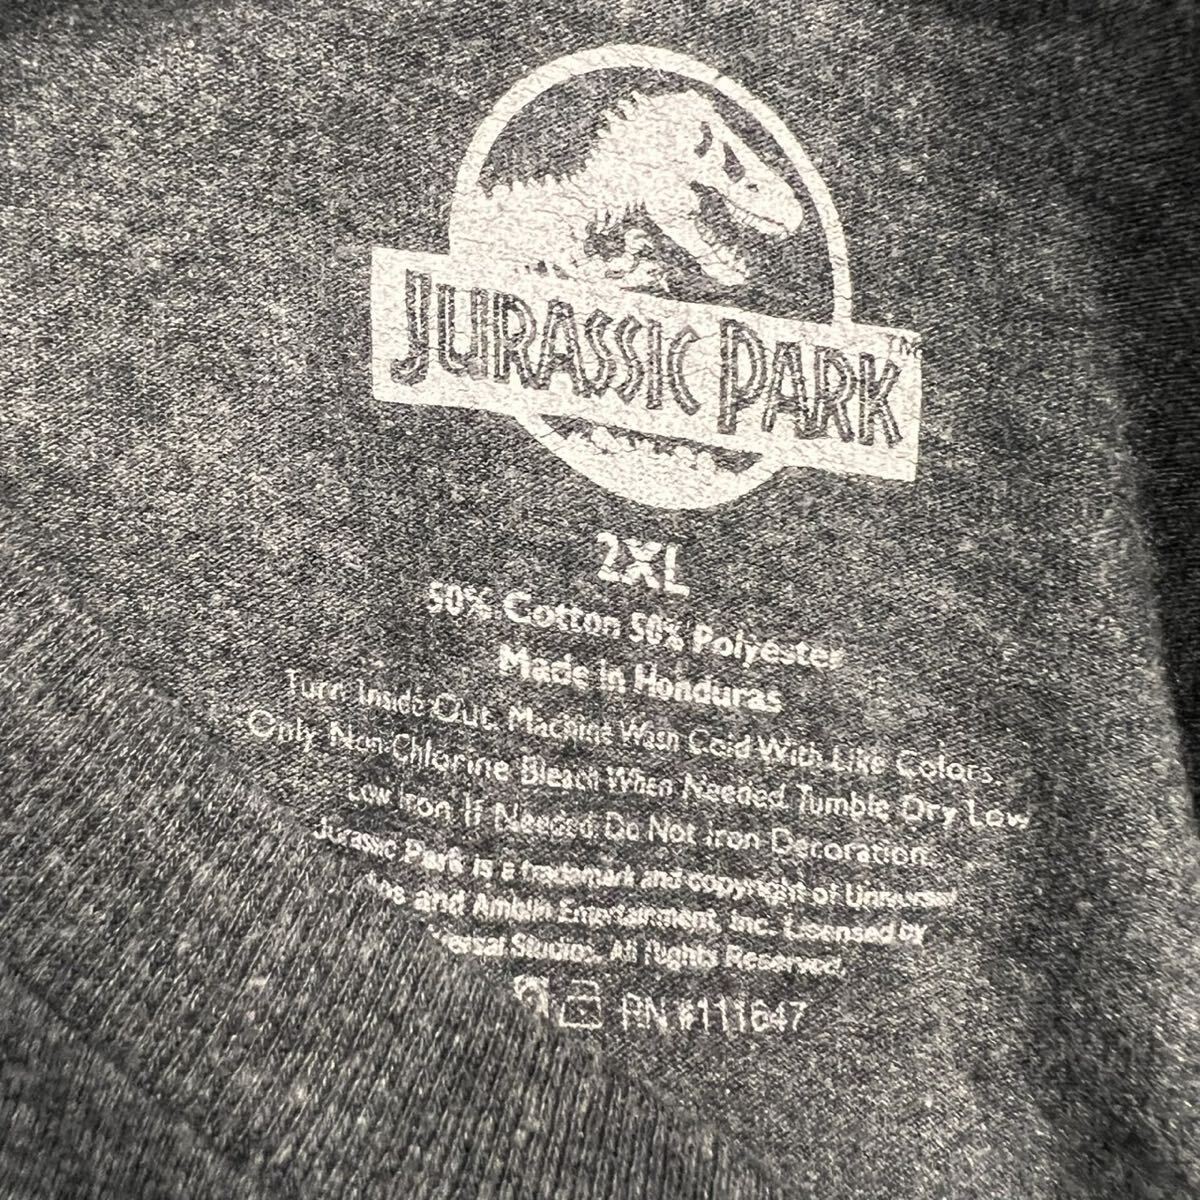 JURASSIC PARK™
2XL
50% Cotton 50% Polyester
Made in Honduras
Turn Inside Out. Machine Wash Cold With Like Colors.
Only Non-Chlorine Bleach When Needed Tumble Dry Low
Low Iron If Needed Do Not Iron Decoration.
Jurassic Park is a trademark and copyright of Universal
and Amblin Entertainment, Inc. Licensed by
Studios. All Rights Reserved.
RN #111647